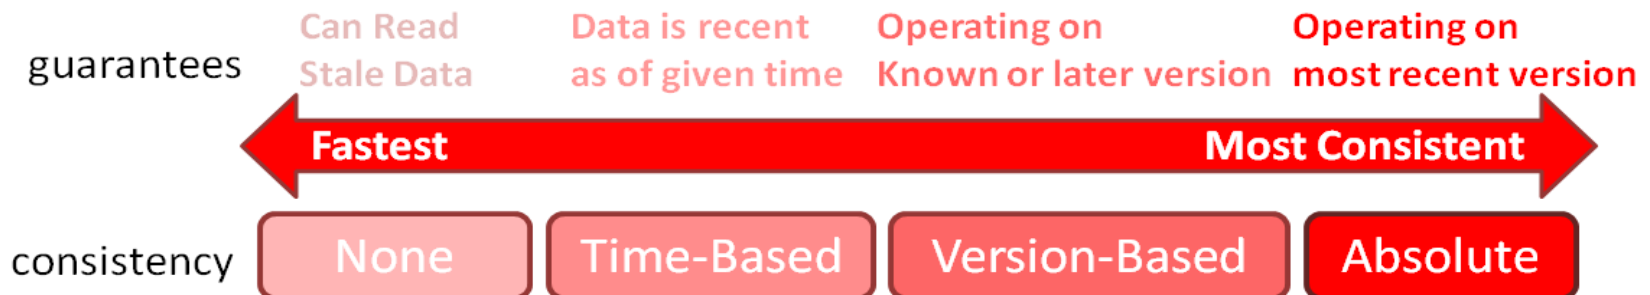 guarantees
Can Read
Stale Data
Data is recent
as of given time
Operating on
Known or later version
Operating on
most recent version
Fastest
Most Consistent
consistency
None
Time-Based
Version-Based
Absolute